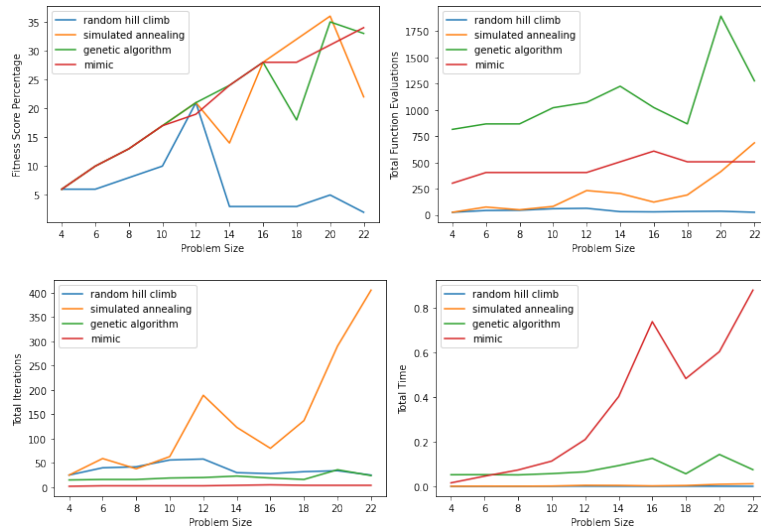 random hill climb
simulated annealing
genetic algorithm
mimic
Fitness Score Percentage
35
30
25
20
15
10
5
4 6 8 10 12 14 16 18 20 22
Problem Size
random hill climb
simulated annealing
genetic algorithm
mimic
Total Function Evaluations
1750
1500
1250
1000
750
500
250
0
4 6 8 10 12 14 16 18 20 22
Problem Size
random hill climb
simulated annealing
genetic algorithm
mimic
Total Iterations
400
350
300
250
200
150
100
50
0
4 6 8 10 12 14 16 18 20 22
Problem Size
random hill climb
simulated annealing
genetic algorithm
mimic
Total Time
0.8
0.6
0.4
0.2
0.0
4 6 8 10 12 14 16 18 20 22
Problem Size